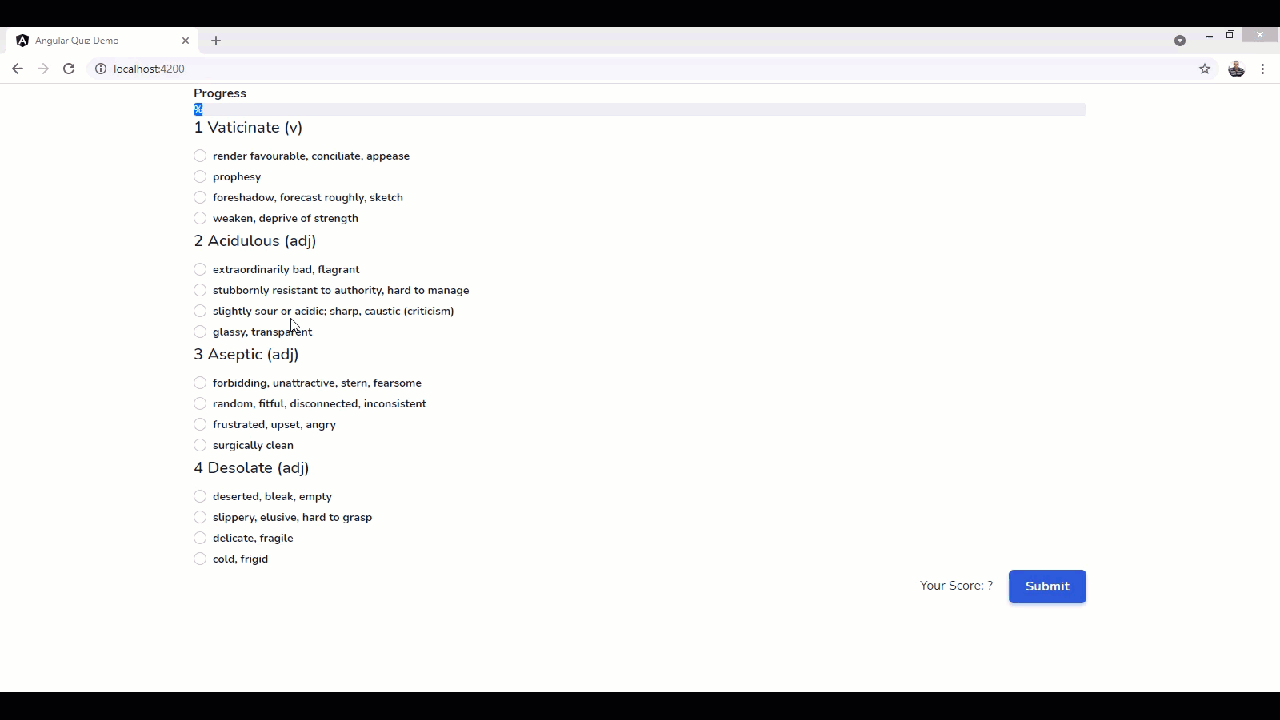 Angular Quiz Demo
localhost:4200
Progress
%
1 Vaticinate (v)
render favourable, conciliate, appease
prophesy
foreshadow, forecast roughly, sketch
weaken, deprive of strength
2 Acidulous (adj)
extraordinarily bad, flagrant
stubbornly resistant to authority, hard to manage
slightly sour or acidic; sharp, caustic (criticism)
glassy, transparent
3 Aseptic (adj)
forbidding, unattractive, stern, fearsome
random, fitful, disconnected, inconsistent
frustrated, upset, angry
surgically clean
4 Desolate (adj)
deserted, bleak, empty
slippery, elusive, hard to grasp
delicate, fragile
cold, frigid
Your Score: ? Submit